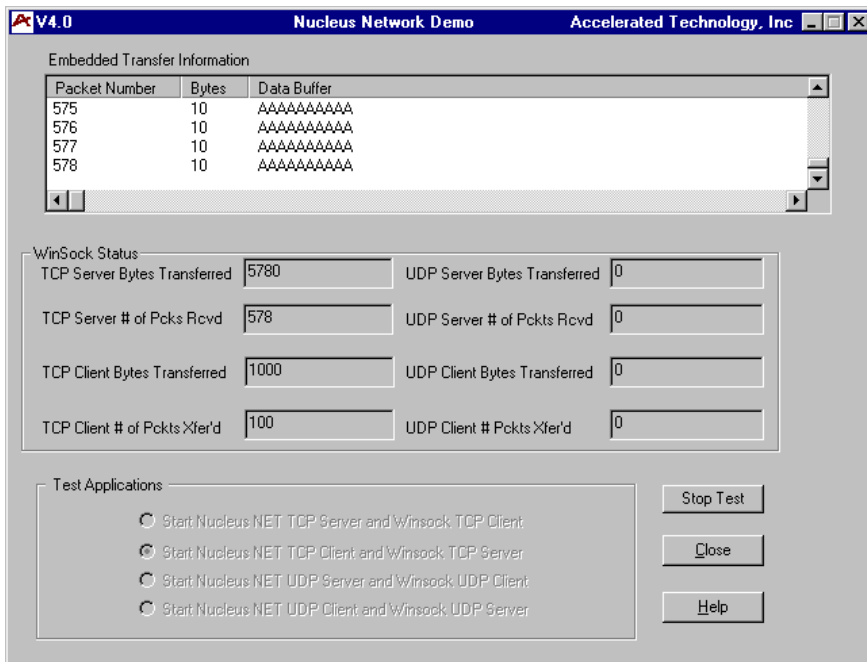 V4.0 Nucleus Network Demo Accelerated Technology, Inc
Embedded Transfer Information
Packet Number Bytes Data Buffer
575 10 AAAAAAAAAA
576 10 AAAAAAAAAA
577 10 AAAAAAAAAA
578 10 AAAAAAAAAA
WinSock Status
TCP Server Bytes Transferred 5780 UDP Server Bytes Transferred 0
TCP Server # of Pcks Rcvd 578 UDP Server # of Pckts Rcvd 0
TCP Client Bytes Transferred 1000 UDP Client Bytes Transferred 0
TCP Client # of Pckts Xfer'd 100 UDP Client # Pckts Xfer'd 0
Test Applications
Start Nucleus NET TCP Server and Winsock TCP Client
Start Nucleus NET TCP Client and Winsock TCP Server
Start Nucleus NET UDP Server and Winsock UDP Client
Start Nucleus NET UDP Client and Winsock UDP Server
Stop Test
Close
Help